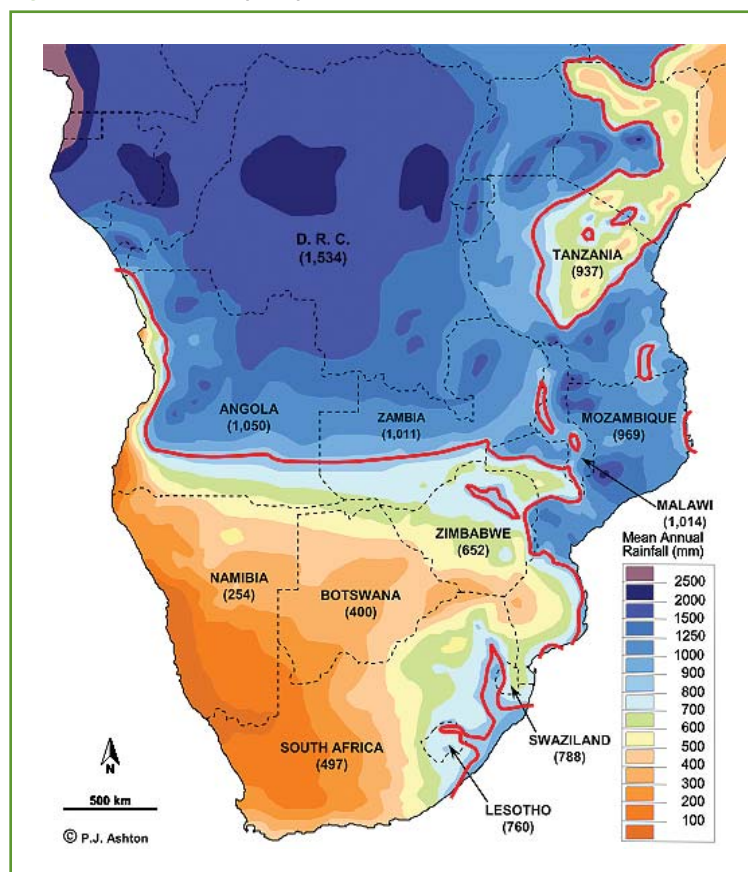 D. R. C.
(1,534)
TANZANIA
(937)
ANGOLA
(1,050)
ZAMBIA
(1,011)
MOZAMBIQUE
(969)
MALAWI
(1,014)
ZIMBABWE
(652)
NAMIBIA
(254)
BOTSWANA
(400)
SOUTH AFRICA
(497)
SWAZILAND
(788)
LESOTHO
(760)
Mean Annual
Rainfall (mm)
2500
2000
1500
1250
1000
900
800
700
600
500
400
300
200
100
N
500 km
© P.J. Ashton